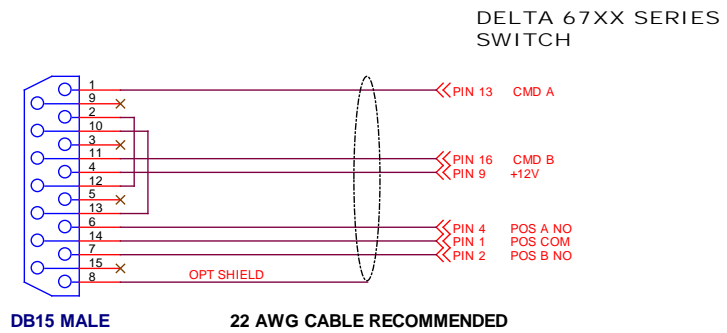 DELTA 67XX SERIES
SWITCH
1
9
2
10
3
11
4
12
5
13
6
14
7
15
8
PIN 13 CMD A
PIN 16 CMD B
PIN 9 +12V
PIN 4 POS A NO
PIN 1 POS COM
PIN 2 POS B NO
OPT SHIELD
DB15 MALE
22 AWG CABLE RECOMMENDED